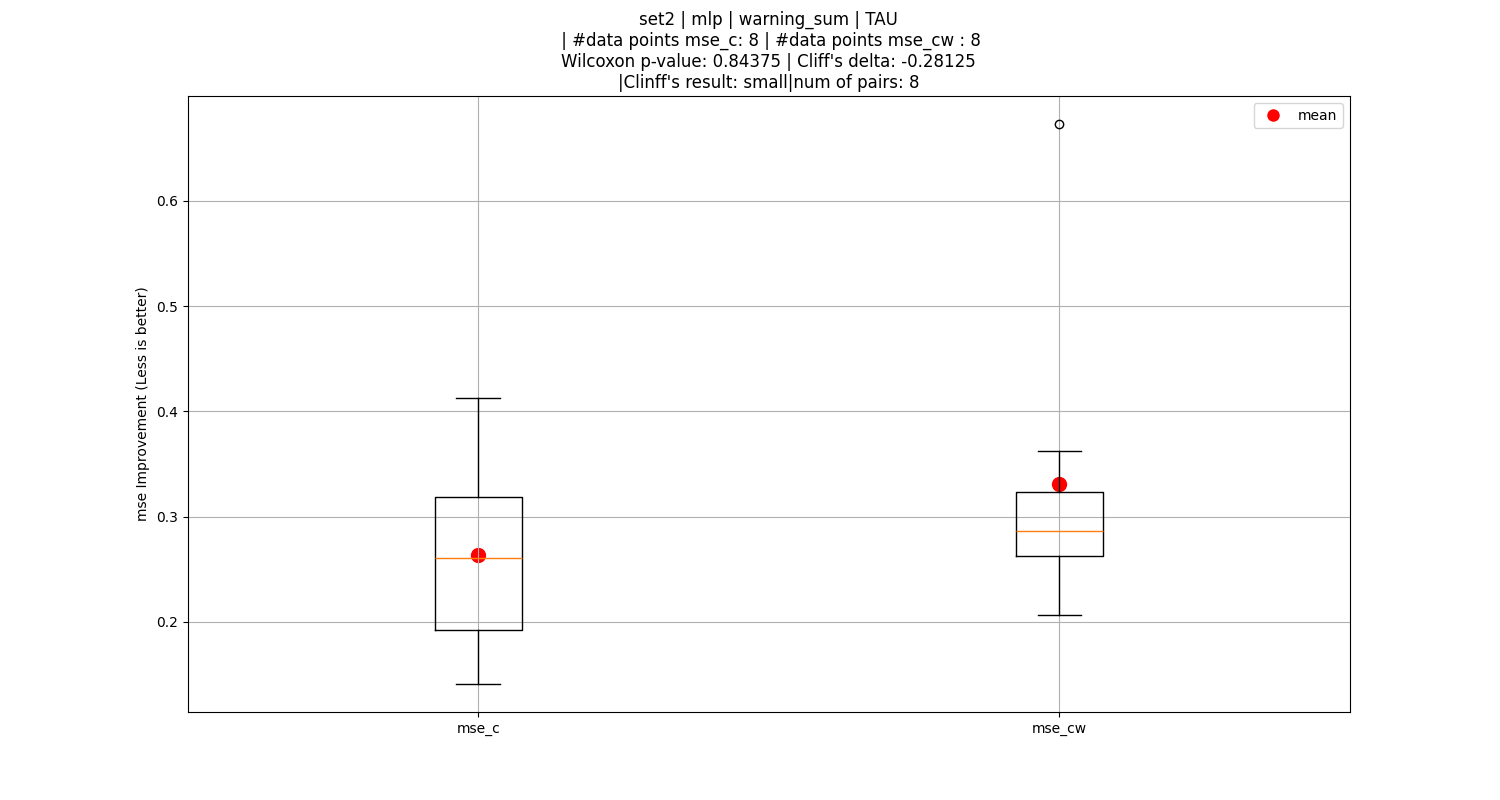 set2 | mlp | warning_sum | TAU
| #data points mse_c: 8 | #data points mse_cw : 8
Wilcoxon p-value: 0.84375 | Cliff's delta: -0.28125
|Clinff's result: small|num of pairs: 8
mean
mse Improvement (Less is better)
0.6
0.5
0.4
0.3
0.2
mse_c
mse_cw